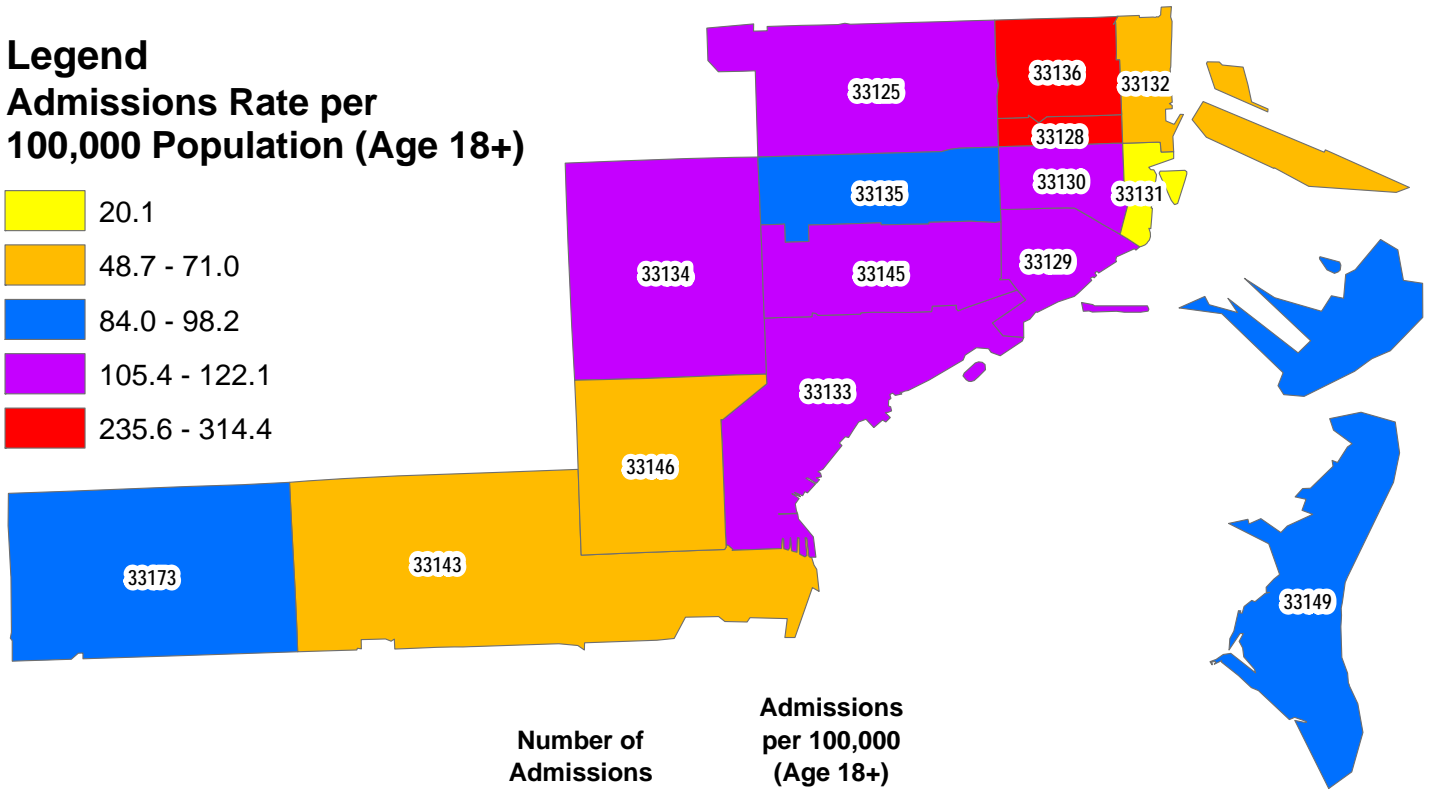 Legend
Admissions Rate per
100,000 Population (Age 18+)
20.1
48.7 - 71.0
84.0 - 98.2
105.4 - 122.1
235.6 - 314.4
33125
33136
33132
33128
33135
33130
33131
33134
33145
33129
33133
33146
33173
33143
33149
Number of
Admissions
Admissions
per 100,000
(Age 18+)